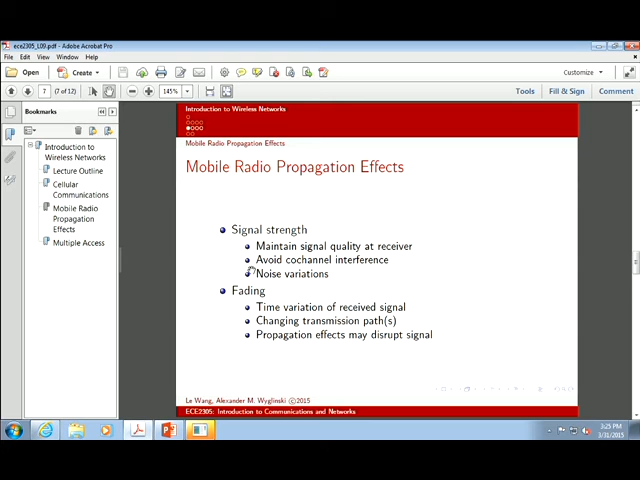 ece2305_L09.pdf - Adobe Acrobat Pro
File Edit View Window Help
Open Create Customize
7 (7 of 12) 145% Tools Fill & Sign Comment
Bookmarks
Introduction to
Wireless Networks
Lecture Outline
Cellular
Communications
Mobile Radio
Propagation
Effects
Multiple Access
Introduction to Wireless Networks
Mobile Radio Propagation Effects
Mobile Radio Propagation Effects
Signal strength
Maintain signal quality at receiver
Avoid cochannel interference
Noise variations
Fading
Time variation of received signal
Changing transmission path(s)
Propagation effects may disrupt signal
Le Wang, Alexander M. Wyglinski ©2015
ECE2305: Introduction to Communications and Networks
3:25 PM
3/31/2015